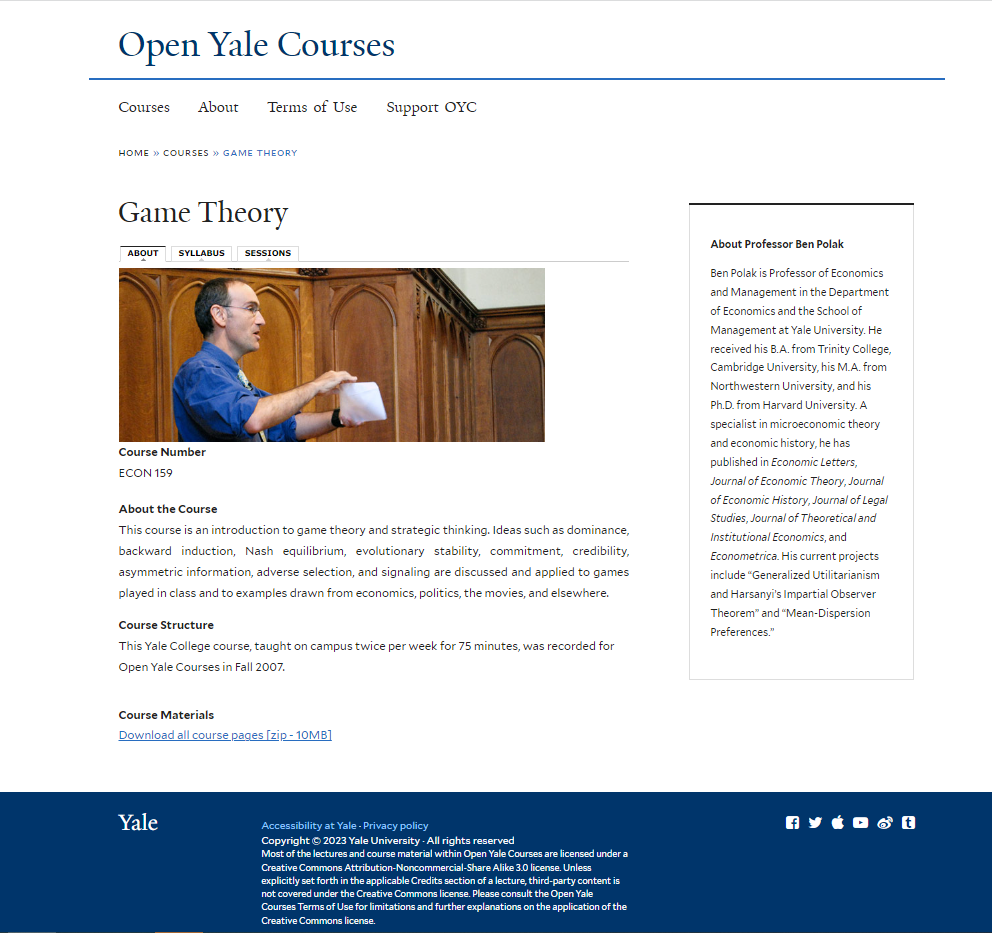 Open Yale Courses
Courses About Terms of Use Support OYC
HOME » COURSES » GAME THEORY
Game Theory
ABOUT SYLLABUS SESSIONS
Course Number
ECON 159
About the Course
This course is an introduction to game theory and strategic thinking. Ideas such as dominance,
backward induction, Nash equilibrium, evolutionary stability, commitment, credibility,
asymmetric information, adverse selection, and signaling are discussed and applied to games
played in class and to examples drawn from economics, politics, the movies, and elsewhere.
Course Structure
This Yale College course, taught on campus twice per week for 75 minutes, was recorded for
Open Yale Courses in Fall 2007.
Course Materials
Download all course pages [zip - 10MB]
About Professor Ben Polak
Ben Polak is Professor of Economics
and Management in the Department
of Economics and the School of
Management at Yale University. He
received his B.A. from Trinity College,
Cambridge University, his M.A. from
Northwestern University, and his
Ph.D. from Harvard University. A
specialist in microeconomic theory
and economic history, he has
published in Economic Letters,
Journal of Economic Theory, Journal
of Economic History, Journal of Legal
Studies, Journal of Theoretical and
Institutional Economics, and
Econometrica. His current projects
include “Generalized Utilitarianism
and Harsanyi’s Impartial Observer
Theorem” and “Mean-Dispersion
Preferences.”
Yale
Accessibility at Yale · Privacy policy
Copyright © 2023 Yale University · All rights reserved
Most of the lectures and course material within Open Yale Courses are licensed under a
Creative Commons Attribution-Noncommercial-Share Alike 3.0 license. Unless
explicitly set forth in the applicable Credits section of a lecture, third-party content is
not covered under the Creative Commons license. Please consult the Open Yale
Courses Terms of Use for limitations and further explanations on the application of the
Creative Commons license.